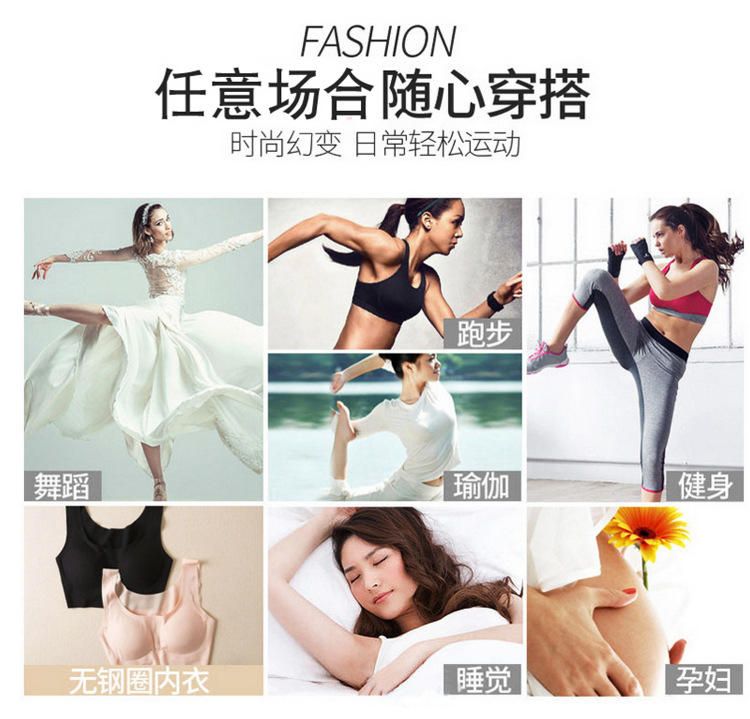 FASHION
任意场合随心穿搭
时尚幻变 日常轻松运动
舞蹈
跑步
瑜伽
健身
无钢圈内衣
睡觉
孕妇